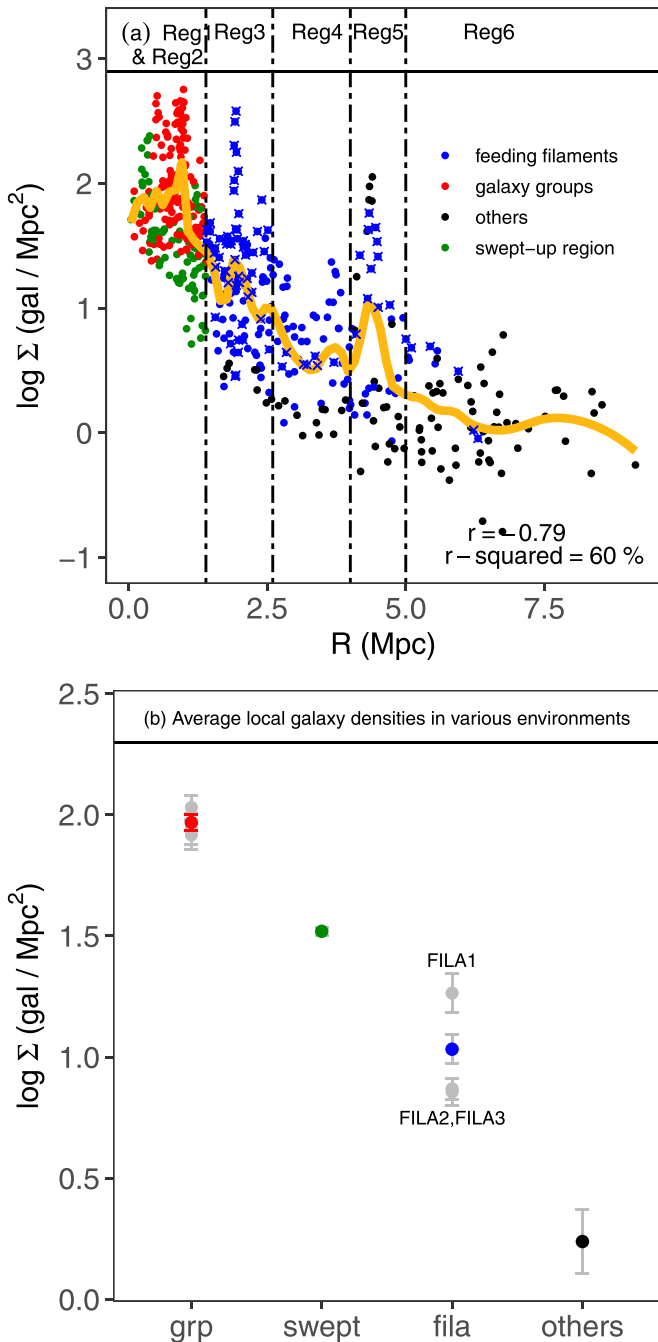 (a) Reg1 Reg3 Reg4 Reg5 Reg6
& Reg2
3
2
1
0
−1
log Σ (gal / Mpc²)
feeding filaments
galaxy groups
others
swept−up region
r = −0.79
r − squared = 60 %
0.0 2.5 5.0 7.5
R (Mpc)
(b) Average local galaxy densities in various environments
2.5
2.0
1.5
1.0
0.5
0.0
log Σ (gal / Mpc²)
FILA1
FILA2,FILA3
grp swept fila others